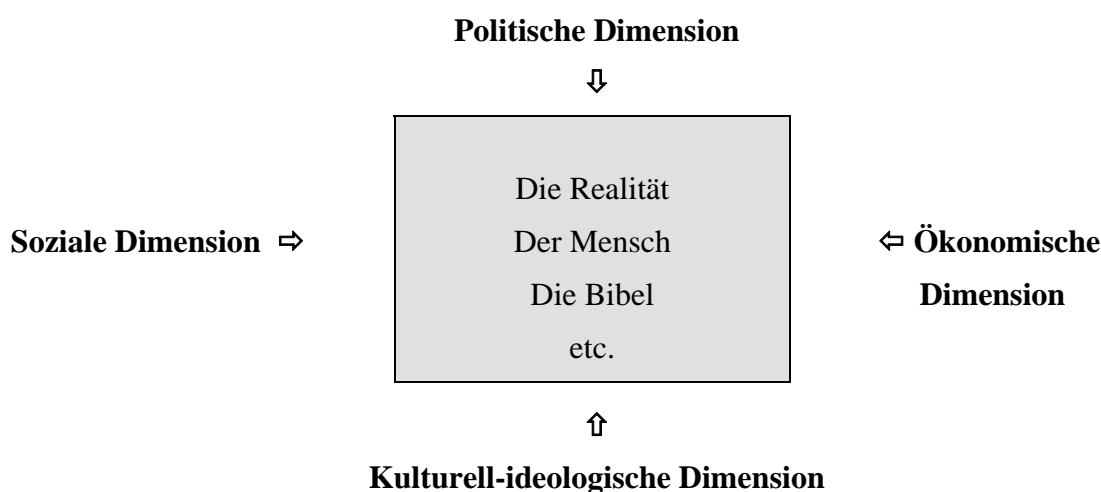 Politische Dimension
⇩
Die Realität
Soziale Dimension ⇨
Der Mensch
⇦ Ökonomische
Die Bibel
Dimension
etc.
⇧
Kulturell-ideologische Dimension